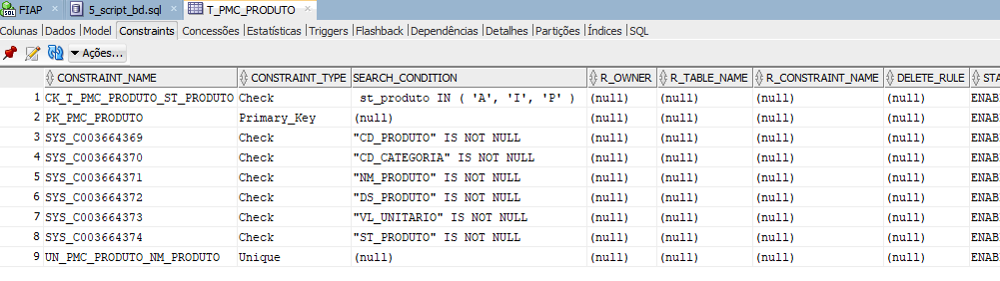 FIAP 5_script_bd.sql T_PMC_PRODUTO
Colunas Dados Model Constraints Concessões Estatísticas Triggers Flashback Dependências Detalhes Partições Índices SQL
Ações...
CONSTRAINT_NAME CONSTRAINT_TYPE SEARCH_CONDITION R_OWNER R_TABLE_NAME R_CONSTRAINT_NAME DELETE_RULE STA
1 CK_T_PMC_PRODUTO_ST_PRODUTO Check st_produto IN ( 'A', 'I', 'P' ) (null) (null) (null) (null) ENAB
2 PK_PMC_PRODUTO Primary_Key (null) (null) (null) (null) (null) ENAB
3 SYS_C003664369 Check "CD_PRODUTO" IS NOT NULL (null) (null) (null) (null) ENAB
4 SYS_C003664370 Check "CD_CATEGORIA" IS NOT NULL (null) (null) (null) (null) ENAB
5 SYS_C003664371 Check "NM_PRODUTO" IS NOT NULL (null) (null) (null) (null) ENAB
6 SYS_C003664372 Check "DS_PRODUTO" IS NOT NULL (null) (null) (null) (null) ENAB
7 SYS_C003664373 Check "VL_UNITARIO" IS NOT NULL (null) (null) (null) (null) ENAB
8 SYS_C003664374 Check "ST_PRODUTO" IS NOT NULL (null) (null) (null) (null) ENAB
9 UN_PMC_PRODUTO_NM_PRODUTO Unique (null) (null) (null) (null) (null) ENAB